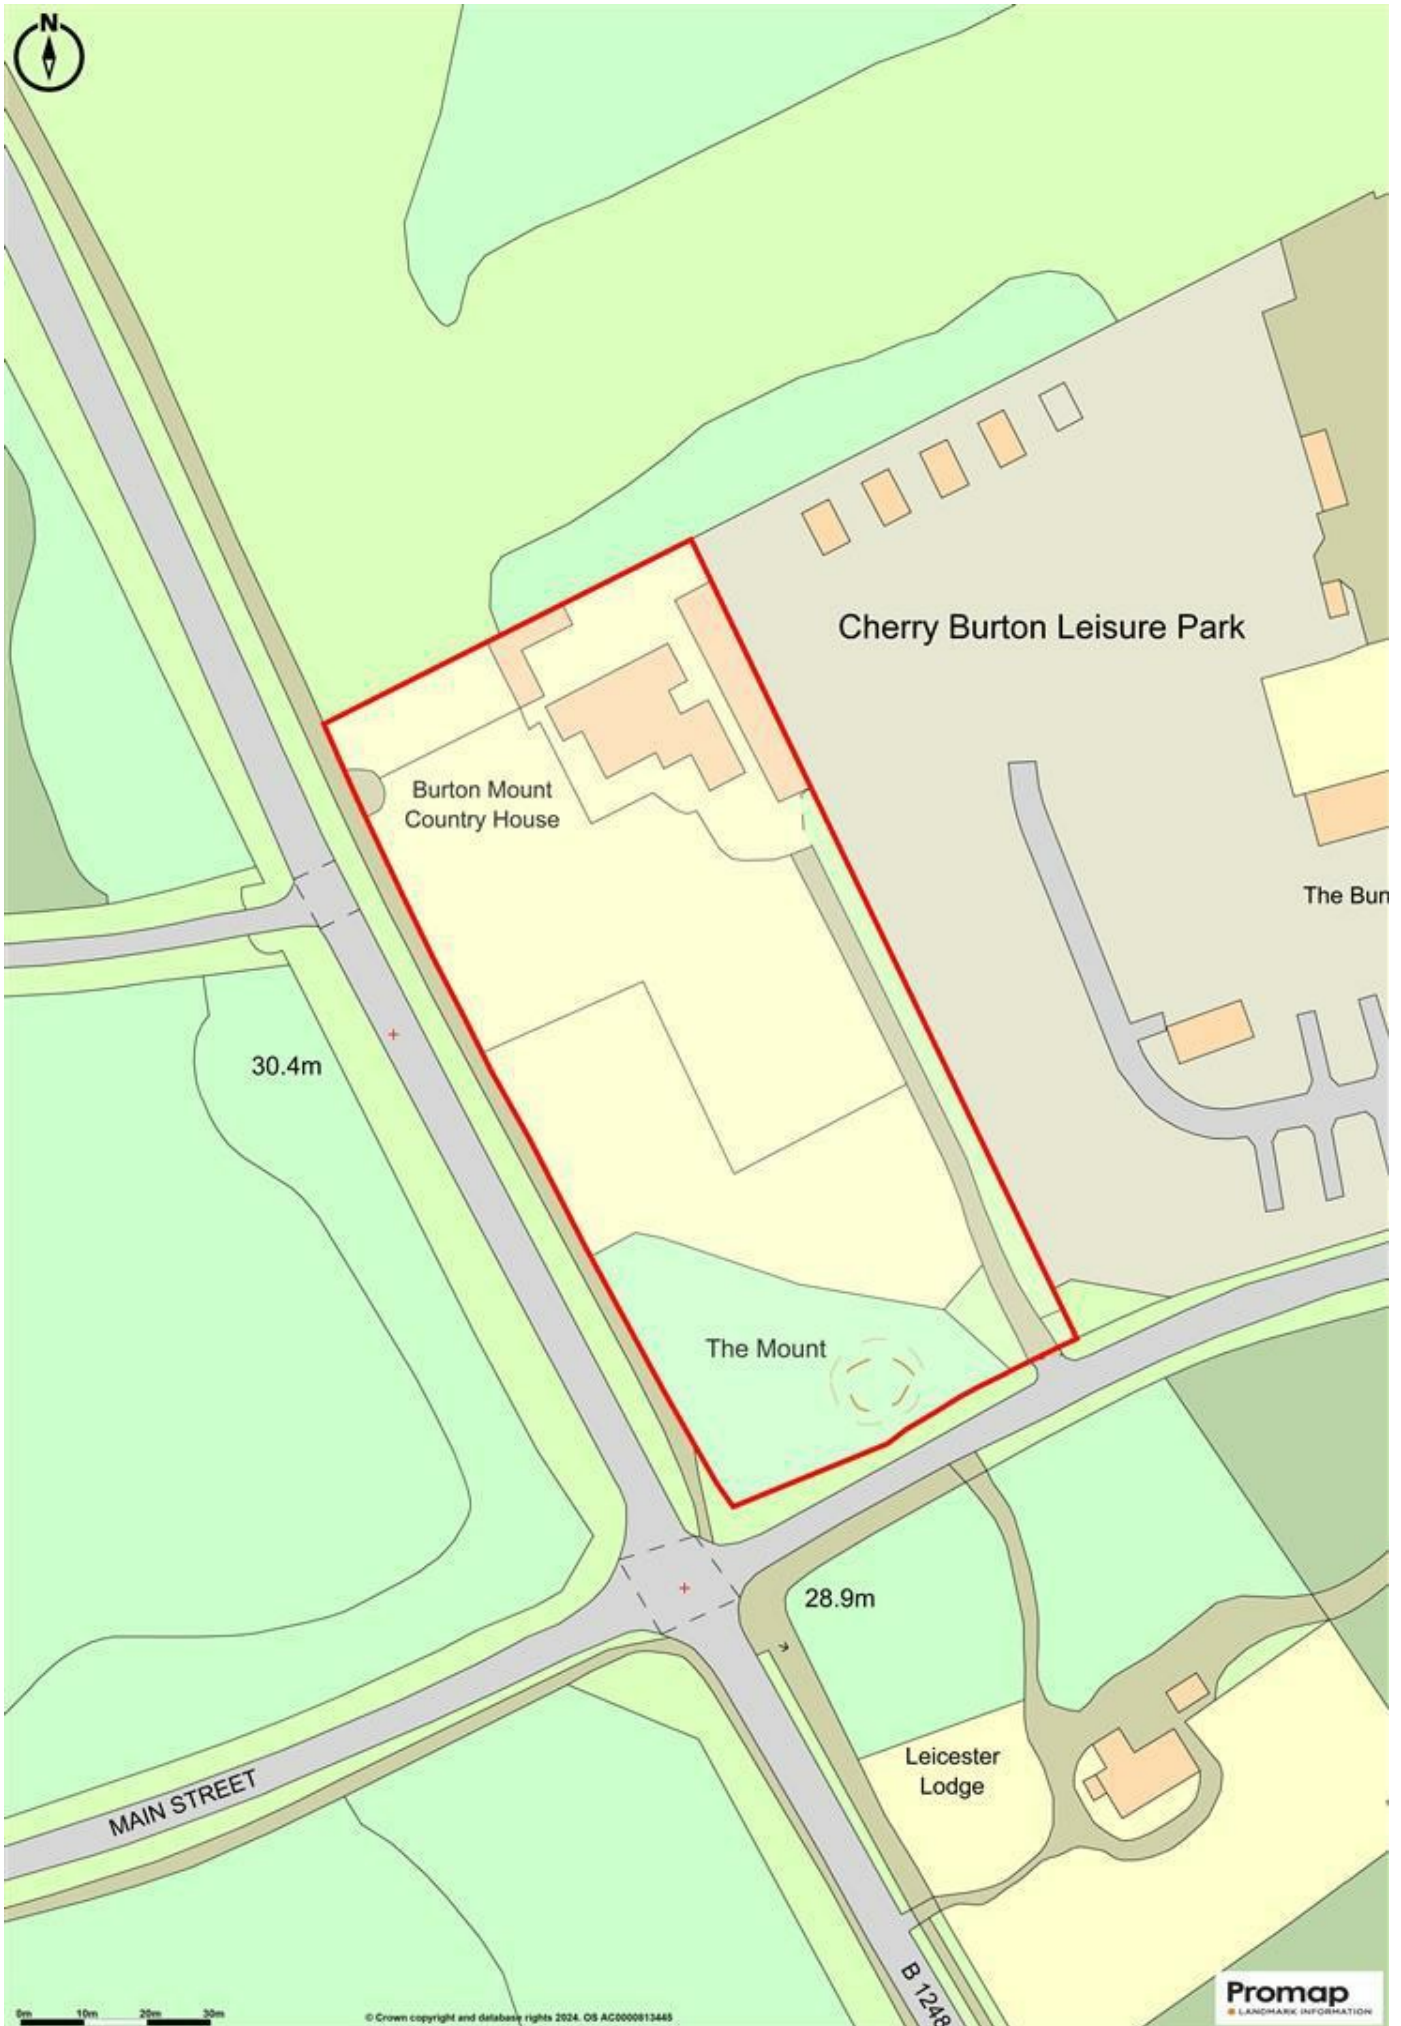 N
Cherry Burton Leisure Park
Burton Mount
Country House
The Bun
30.4m
The Mount
28.9m
Leicester
Lodge
MAIN STREET
B 1248
Promap
LANDMARK INFORMATION
0m 10m 20m 30m
© Crown copyright and database rights 2024. OS AC0000813445